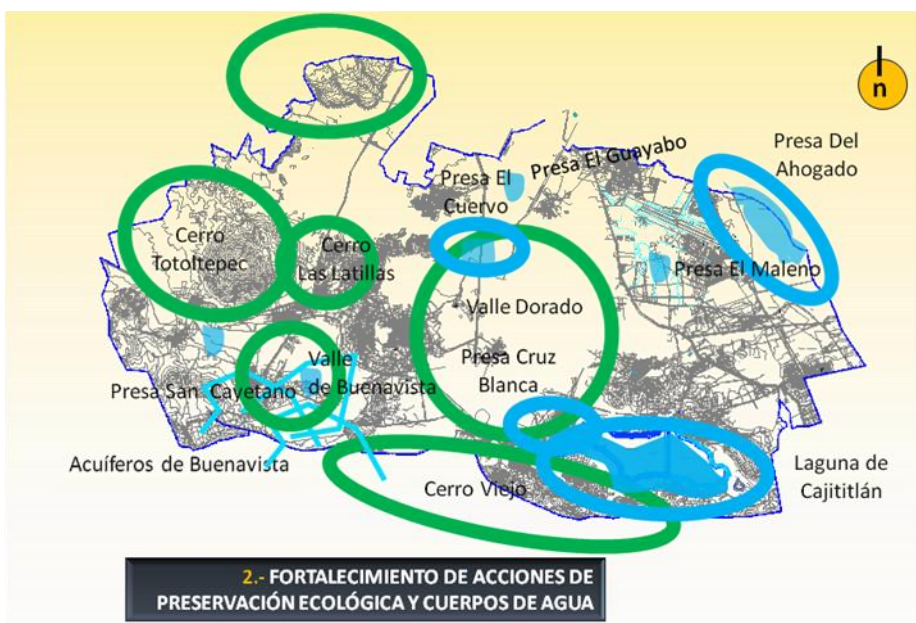 n
Presa Del
Ahogado
Presa El Guayabo
Presa El
Cuervo
Cerro
Totoltepec
Cerro
Las Latillas
Presa El Maleno
Valle Dorado
Valle
de Buenavista
Presa Cruz
Blanca
Presa San Cayetano
Acuíferos de Buenavista
Cerro Viejo
Laguna de
Cajititlán
2.- FORTALECIMIENTO DE ACCIONES DE
PRESERVACIÓN ECOLÓGICA Y CUERPOS DE AGUA